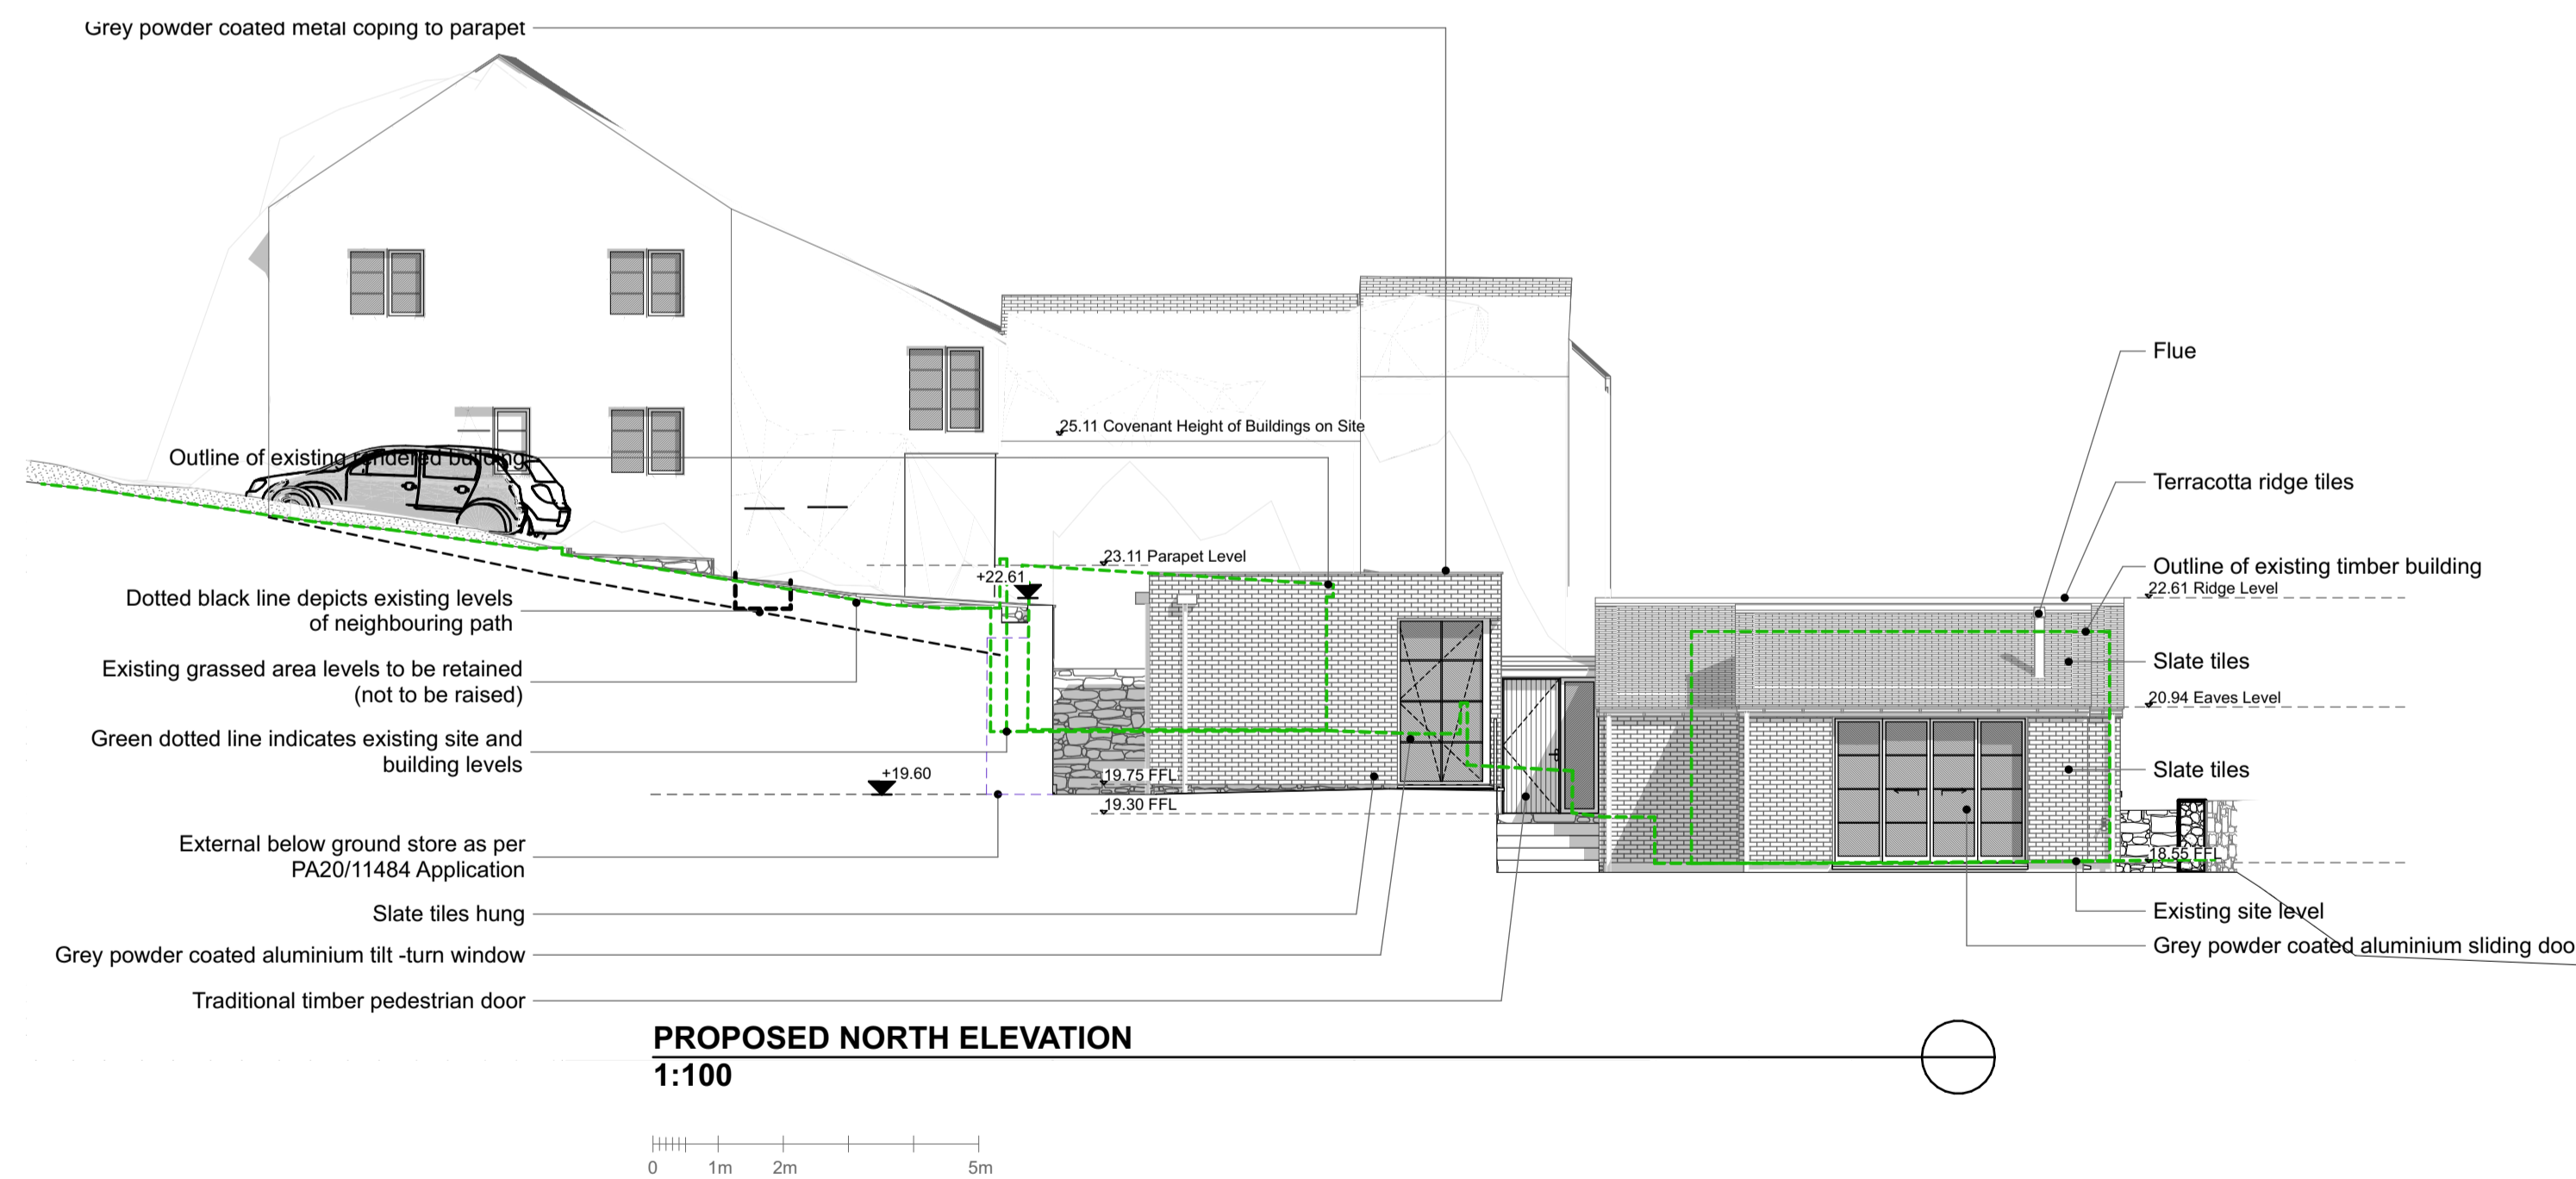 Grey powder coated metal coping to parapet
Flue
25.11 Covenant Height of Buildings on Site
Outline of existing rendered building
Terracotta ridge tiles
23.11 Parapet Level
Outline of existing timber building
+22.61
22.61 Ridge Level
Dotted black line depicts existing levels
of neighbouring path
Slate tiles
Existing grassed area levels to be retained
(not to be raised)
20.94 Eaves Level
Green dotted line indicates existing site and
building levels
+19.60
19.75 FFL
Slate tiles
19.30 FFL
External below ground store as per
PA20/11484 Application
18.55 FFL
Slate tiles hung
Existing site level
Grey powder coated aluminium tilt -turn window
Grey powder coated aluminium sliding doo
Traditional timber pedestrian door
PROPOSED NORTH ELEVATION
1:100
0 1m 2m 5m